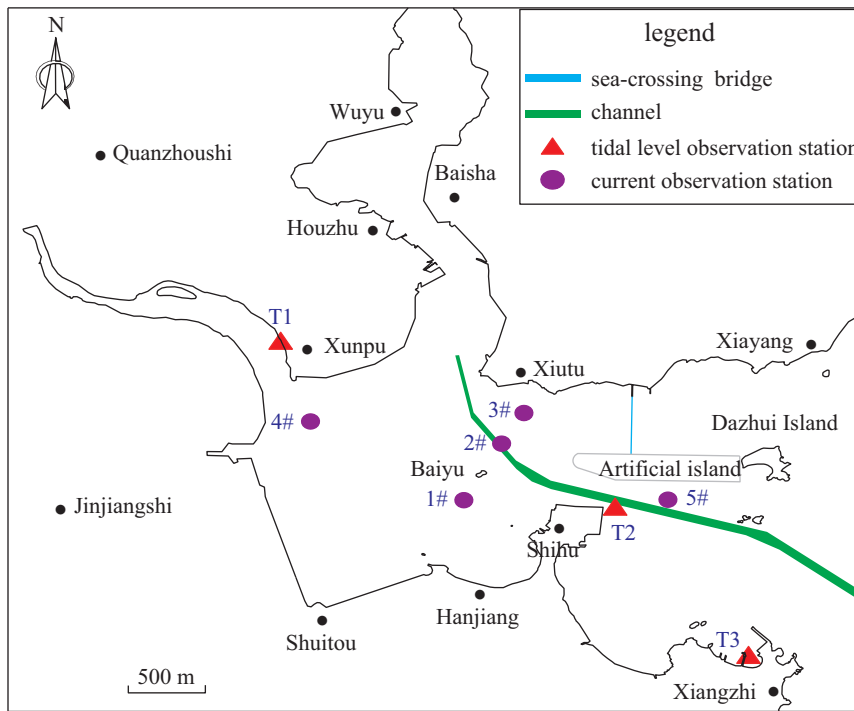 N
legend
sea-crossing bridge
channel
tidal level observation station
current observation station
Wuyu
Quanzhoushi
Baisha
Houzhu
T1
Xunpu
Xiayang
Xiutu
3#
4#
Dazhui Island
2#
Baiyu
Artificial island
1#
5#
Jinjiangshi
T2
Shihu
Hanjiang
Shuitou
T3
500 m
Xiangzhi